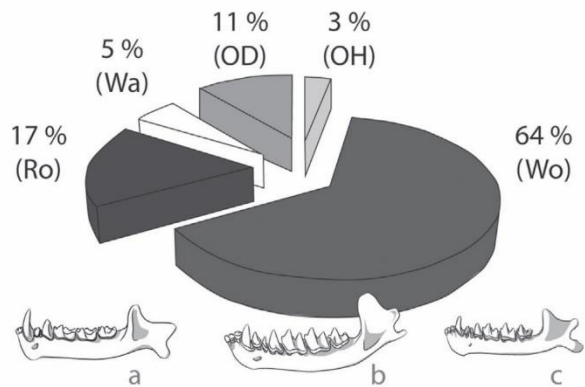 11 %
(OD)
3 %
(OH)
5 %
(Wa)
17 %
(Ro)
64 %
(Wo)
a
b
c